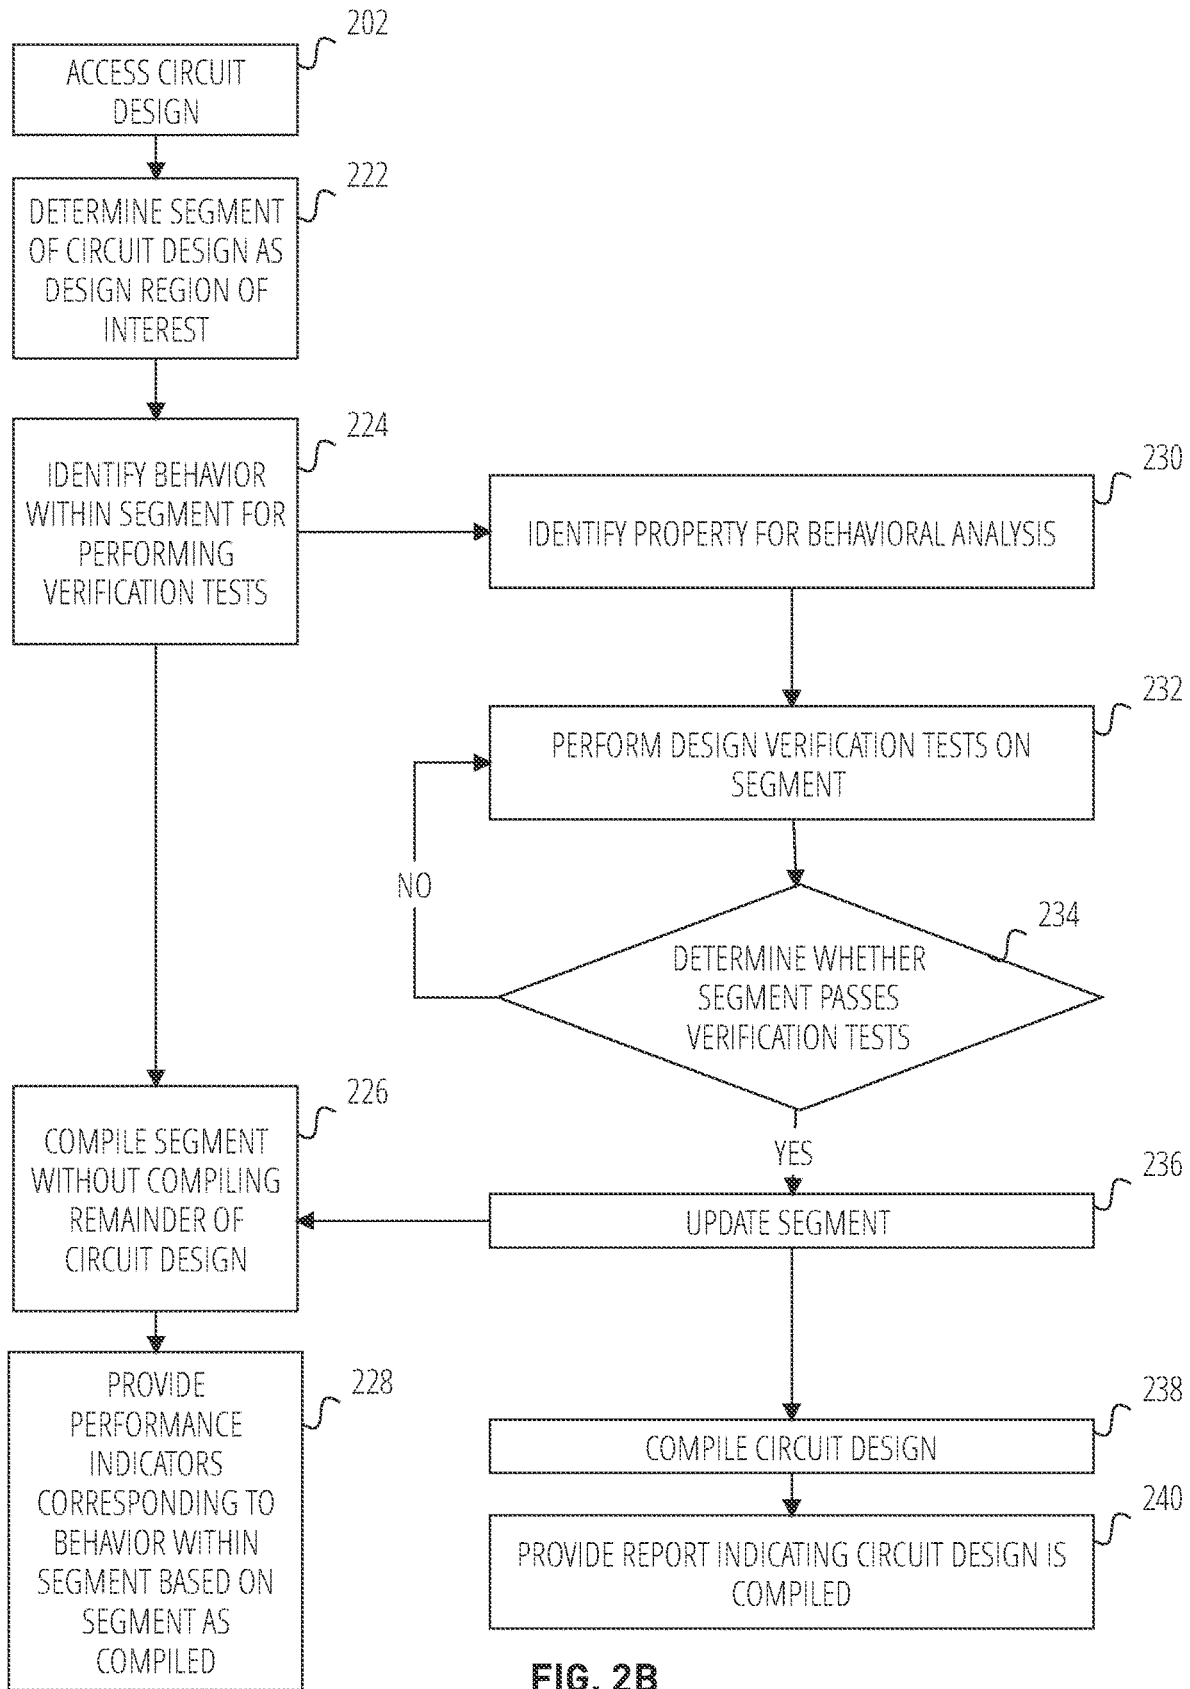 202
ACCESS CIRCUIT
DESIGN
222
DETERMINE SEGMENT
OF CIRCUIT DESIGN AS
DESIGN REGION OF
INTEREST
224
IDENTIFY BEHAVIOR
WITHIN SEGMENT FOR
PERFORMING
VERIFICATION TESTS
230
IDENTIFY PROPERTY FOR BEHAVIORAL ANALYSIS
232
PERFORM DESIGN VERIFICATION TESTS ON
SEGMENT
NO
234
DETERMINE WHETHER
SEGMENT PASSES
VERIFICATION TESTS
YES
226
COMPILE SEGMENT
WITHOUT COMPILING
REMAINDER OF
CIRCUIT DESIGN
236
UPDATE SEGMENT
228
PROVIDE
PERFORMANCE
INDICATORS
CORRESPONDING TO
BEHAVIOR WITHIN
SEGMENT BASED ON
SEGMENT AS
COMPILED
238
COMPILE CIRCUIT DESIGN
240
PROVIDE REPORT INDICATING CIRCUIT DESIGN IS
COMPILED
FIG. 2B